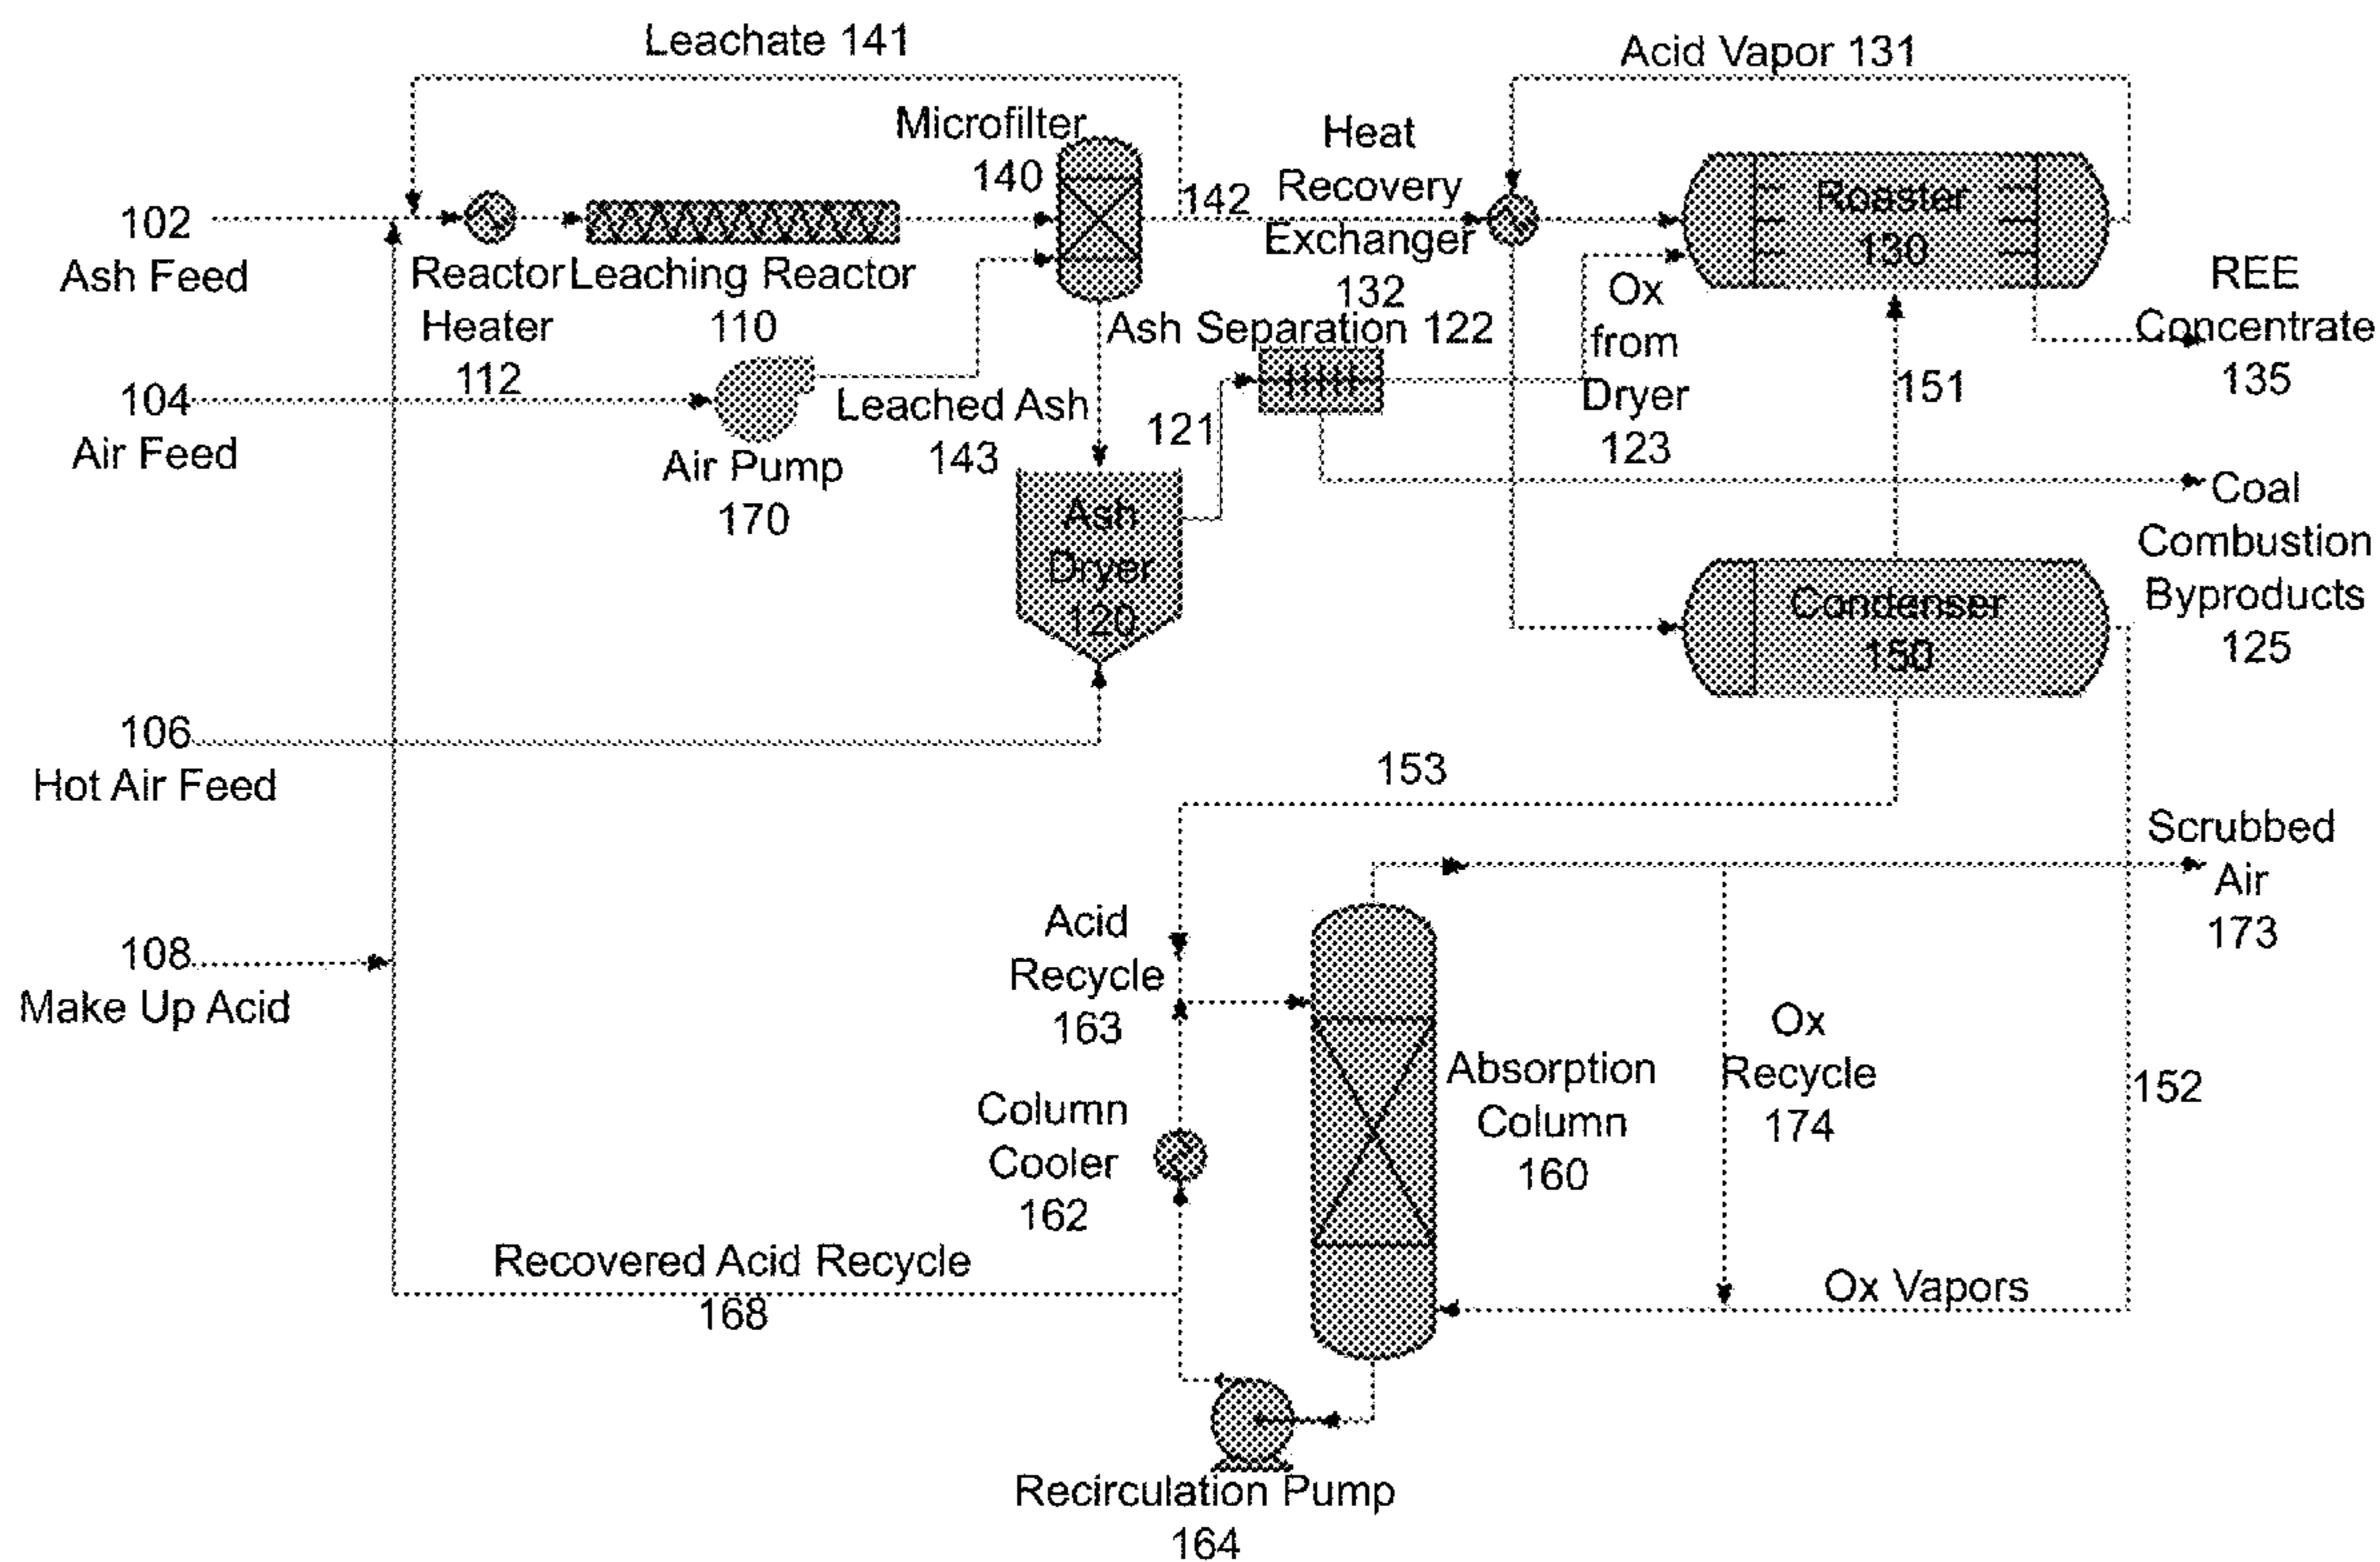 Leachate 141
Acid Vapor 131
Microfilter
140
Heat
Recovery
Exchanger
132
142
102
Ash Feed
Reactor
Heater
112
Leaching Reactor
110
Roaster
130
REE
Concentrate
135
Ash Separation 122
Ox
from
Dryer
123
151
104
Air Feed
Air Pump
170
Leached Ash
143
121
Ash
Dryer
120
Coal
Combustion
Byproducts
125
Condenser
150
106
Hot Air Feed
153
Scrubbed
Air
173
108
Make Up Acid
Acid
Recycle
163
Column
Cooler
162
Absorption
Column
160
Ox
Recycle
174
152
Recovered Acid Recycle
168
Ox Vapors
Recirculation Pump
164